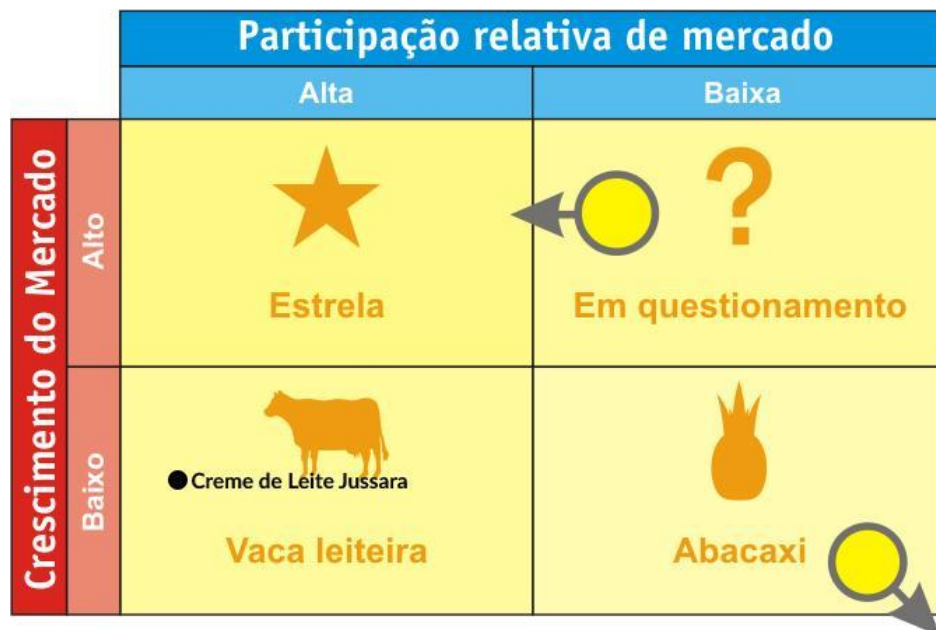 Participação relativa de mercado
Alta
Baixa
Crescimento do Mercado
Alto
Estrela
?
Em questionamento
Baixo
Creme de Leite Jussara
Vaca leiteira
Abacaxi